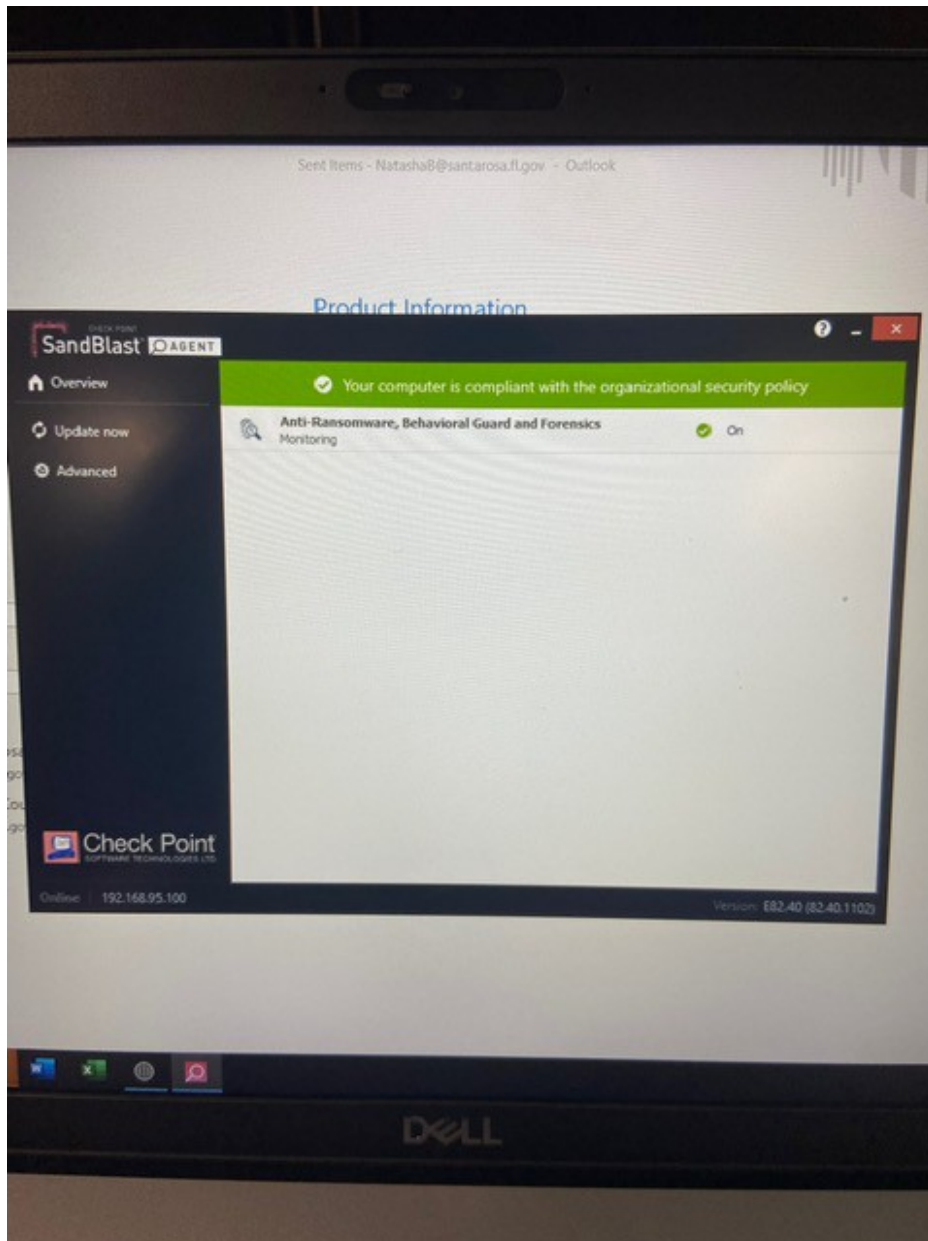 Sent Items - NatashaB@santarosa.fl.gov - Outlook
Product Information
CHECK POINT
SandBlast AGENT
Overview
Your computer is compliant with the organizational security policy
Update now
Anti-Ransomware, Behavioral Guard and Forensics
On
Monitoring
Advanced
Check Point
SOFTWARE TECHNOLOGIES LTD.
Online 192.168.95.100
Version: E82.40 (82.40.1102)
DELL